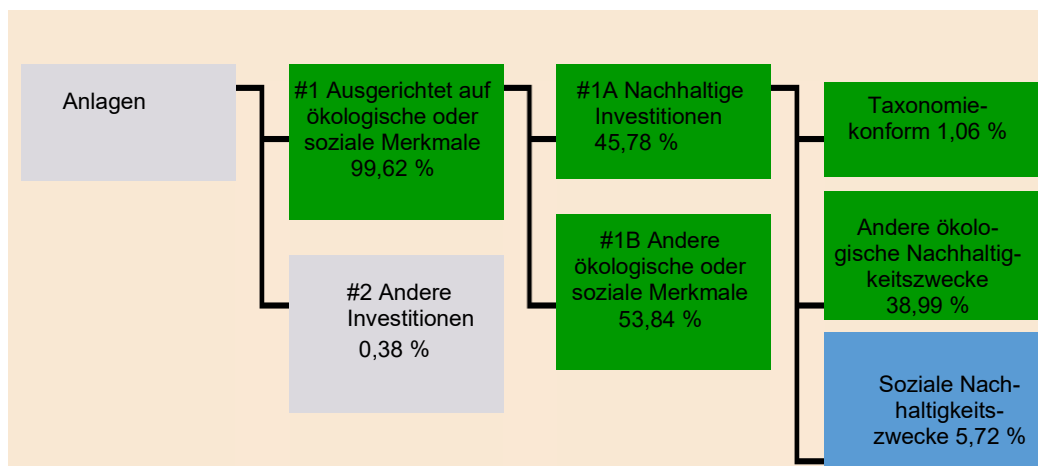 Anlagen
#1 Ausgerichtet auf
ökologische oder
soziale Merkmale
99,62 %
#2 Andere
Investitionen
0,38 %
#1A Nachhaltige
Investitionen
45,78 %
#1B Andere
ökologische oder
soziale Merkmale
53,84 %
Taxonomie-
konform 1,06 %
Andere ökolo-
gische Nachhaltig-
keitszwecke
38,99 %
Soziale Nach-
haltigkeits-
zwecke 5,72 %